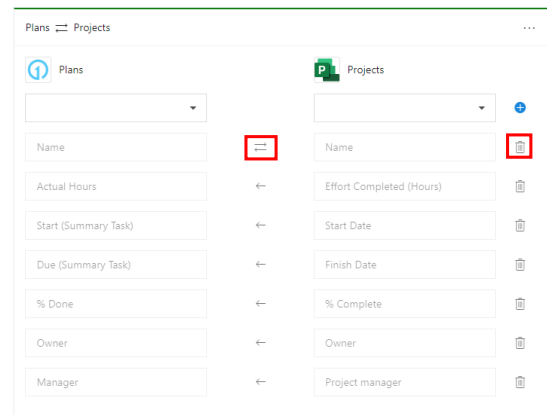 Plans ⇄ Projects ...
Plans Projects
Name ⇄ Name
Actual Hours ← Effort Completed (Hours)
Start (Summary Task) ← Start Date
Due (Summary Task) ← Finish Date
% Done ← % Complete
Owner ← Owner
Manager ← Project manager